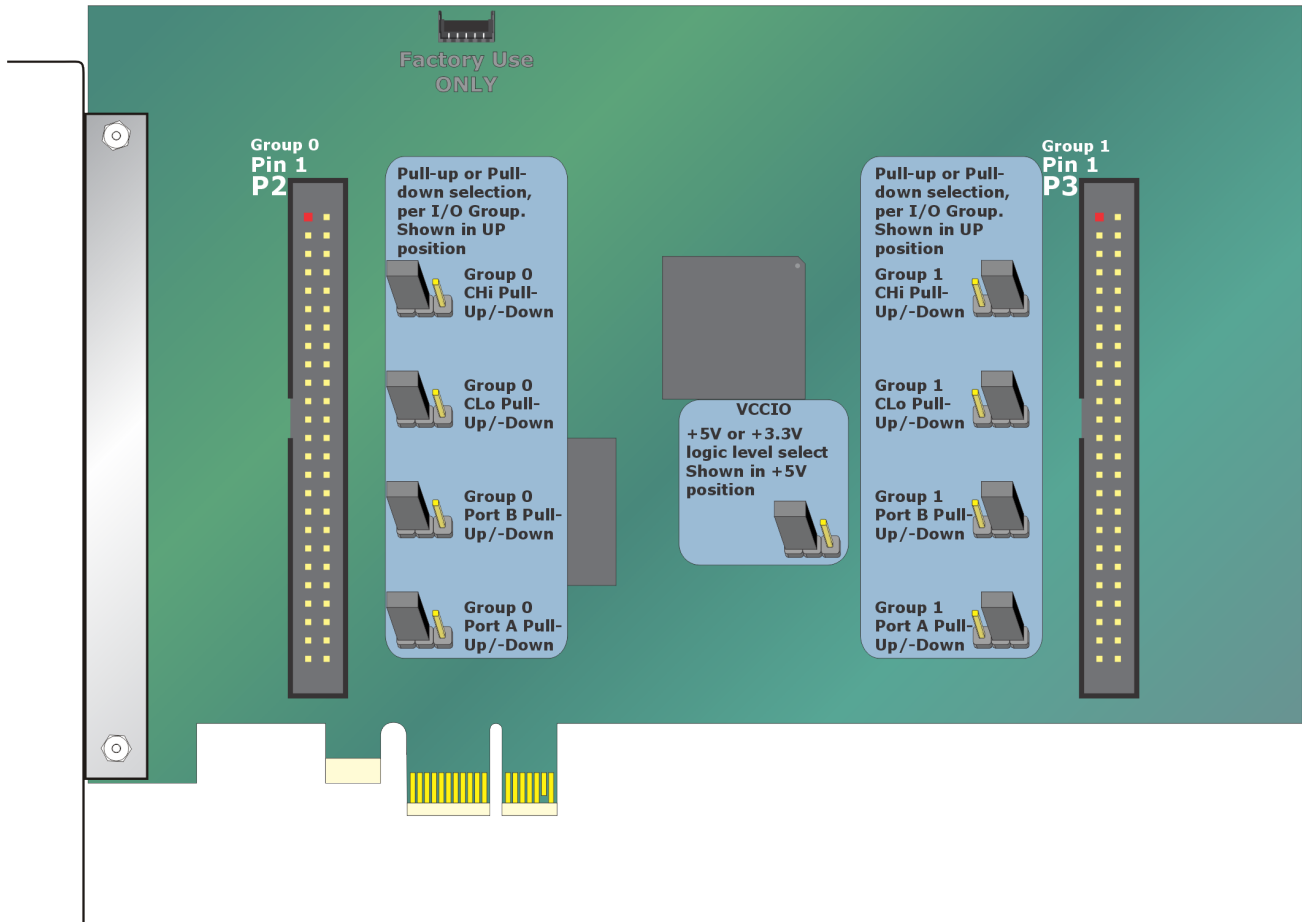 Factory Use
ONLY
Group 0
Pin 1
P2
Pull-up or Pull-
down selection,
per I/O Group.
Shown in UP
position
Group 0
CHi Pull-
Up/-Down
Group 0
CLo Pull-
Up/-Down
Group 0
Port B Pull-
Up/-Down
Group 0
Port A Pull-
Up/-Down
VCCIO
+5V or +3.3V
logic level select
Shown in +5V
position
Group 1
Pin 1
P3
Pull-up or Pull-
down selection,
per I/O Group.
Shown in UP
position
Group 1
CHi Pull-
Up/-Down
Group 1
CLo Pull-
Up/-Down
Group 1
Port B Pull-
Up/-Down
Group 1
Port A Pull-
Up/-Down